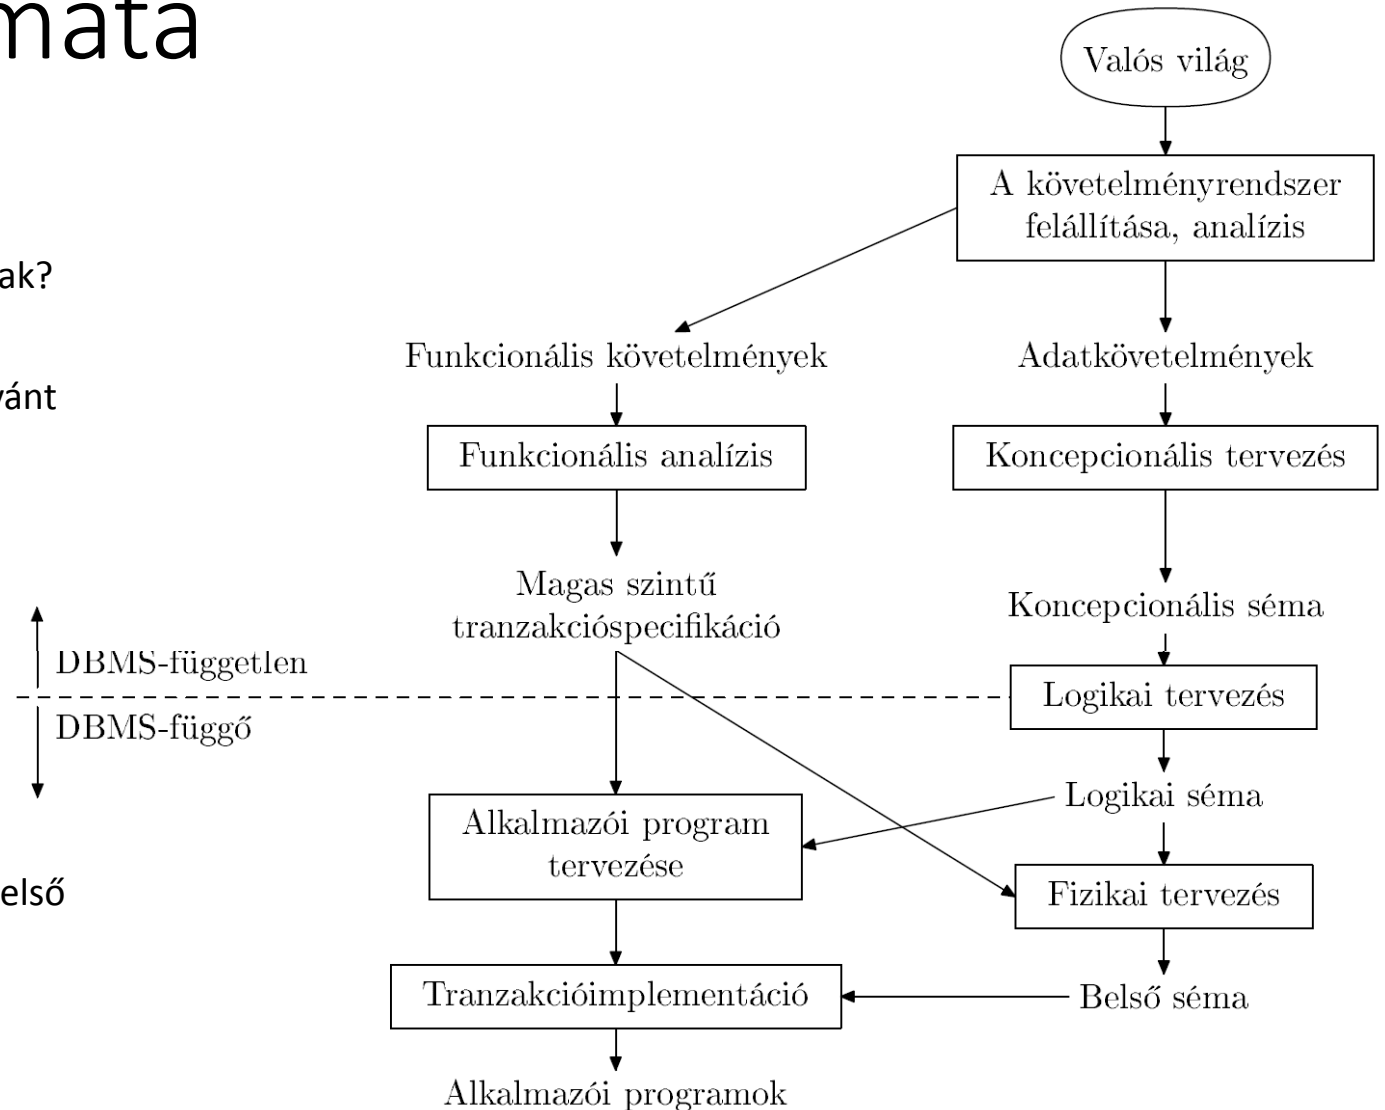 mata
ak?
vánt
első
Valós világ
A követelményrendszer
felállítása, analízis
Funkcionális követelmények
Adatkövetelmények
Funkcionális analízis
Koncepcionális tervezés
Magas szintű
tranzakcióspecifikáció
Koncepcionális séma
DBMS-független
Logikai tervezés
DBMS-függő
Logikai séma
Alkalmazói program
tervezése
Fizikai tervezés
Tranzakcióimplementáció
Belső séma
Alkalmazói programok